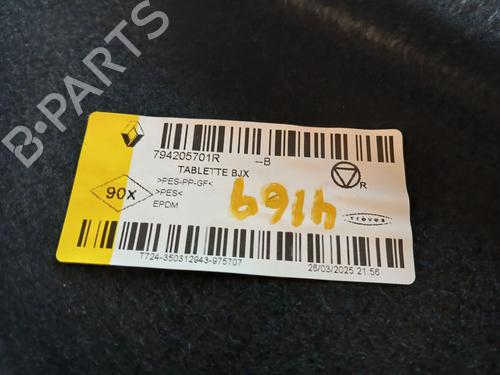 794205701R --B
TABLETTE BJX
>PES-PP-GF<
>PES<
EPDM
90x
R
Treves
4169
T724-350312943-975707
26/03/2025 21:56
B·PARTS